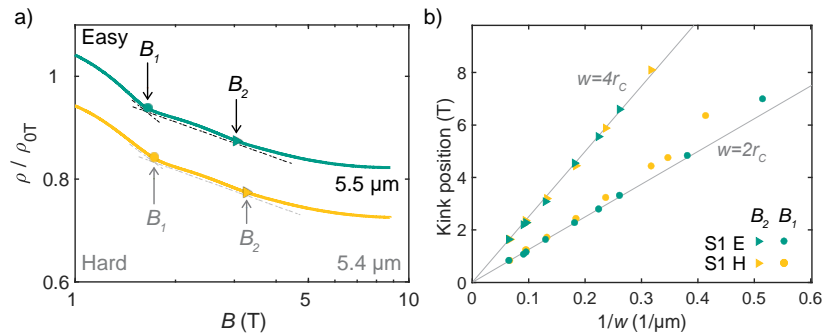 a)
Easy
B1
B2
1
0.8
0.6
ρ / ρ0T
5.5 µm
B1
B2
Hard
5.4 µm
1
5
10
B (T)
b)
8
6
4
2
0
Kink position (T)
w=4rC
w=2rC
B2 B1
S1 E
S1 H
0
0.1
0.2
0.3
0.4
0.5
0.6
1/w (1/µm)